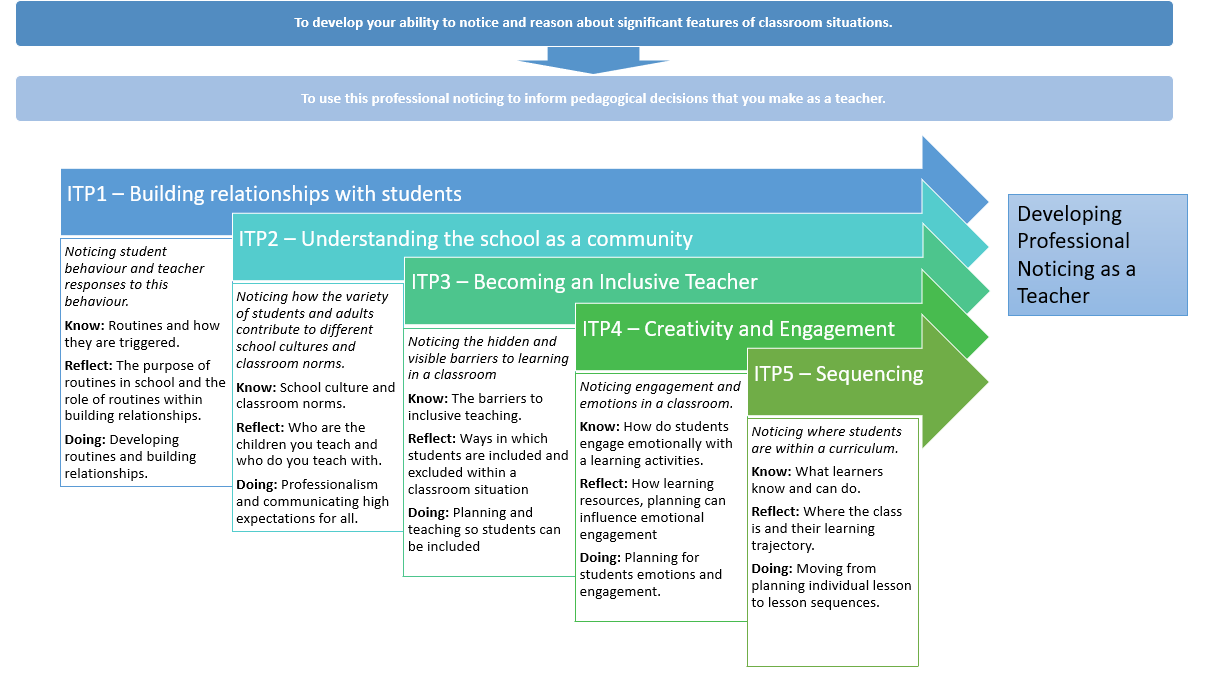 To develop your ability to notice and reason about significant features of classroom situations.
To use this professional noticing to inform pedagogical decisions that you make as a teacher.
ITP1 – Building relationships with students
Noticing student
behaviour and teacher
responses to this
behaviour.
Know: Routines and how
they are triggered.
Reflect: The purpose of
routines in school and the
role of routines within
building relationships.
Doing: Developing
routines and building
relationships.
ITP2 – Understanding the school as a community
Noticing how the variety
of students and adults
contribute to different
school cultures and
classroom norms.
Know: School culture and
classroom norms.
Reflect: Who are the
children you teach and
who do you teach with.
Doing: Professionalism
and communicating high
expectations for all.
ITP3 – Becoming an Inclusive Teacher
Noticing the hidden and
visible barriers to learning
in a classroom
Know: The barriers to
inclusive teaching.
Reflect: Ways in which
students are included and
excluded within a
classroom situation
Doing: Planning and
teaching so students can
be included
ITP4 – Creativity and Engagement
Noticing engagement and
emotions in a classroom.
Know: How do students
engage emotionally with
a learning activities.
Reflect: How learning
resources, planning can
influence emotional
engagement
Doing: Planning for
students emotions and
engagement.
ITP5 – Sequencing
Noticing where students
are within a curriculum.
Know: What learners
know and can do.
Reflect: Where the class
is and their learning
trajectory.
Doing: Moving from
planning individual lesson
to lesson sequences.
Developing
Professional
Noticing as a
Teacher